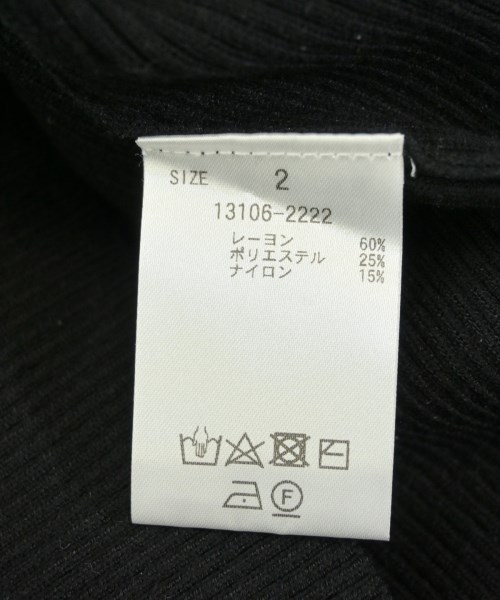 SIZE 2
13106-2222
レーヨン 60%
ポリエステル 25%
ナイロン 15%
F